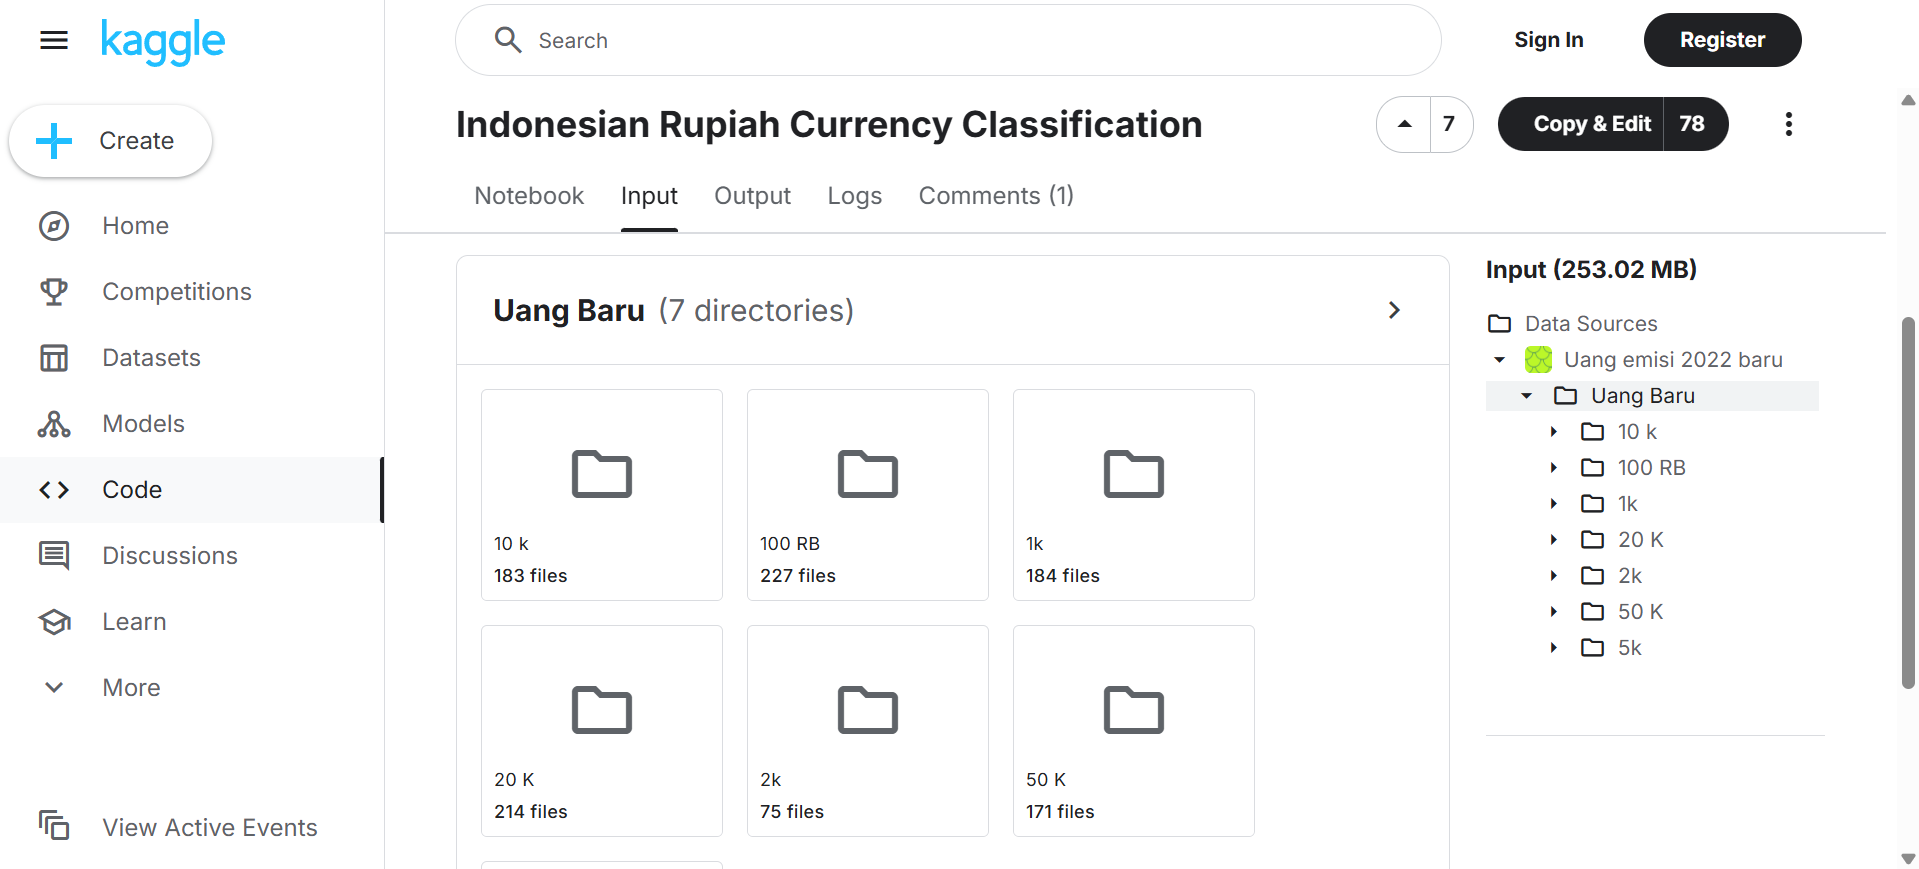 kaggle
Search
Sign In
Register
Create
Home
Competitions
Datasets
Models
Code
Discussions
Learn
More
View Active Events
Indonesian Rupiah Currency Classification
7
Copy & Edit 78
Notebook Input Output Logs Comments (1)
Uang Baru (7 directories)
10 k
183 files
100 RB
227 files
1k
184 files
20 K
214 files
2k
75 files
50 K
171 files
Input (253.02 MB)
Data Sources
Uang emisi 2022 baru
Uang Baru
10 k
100 RB
1k
20 K
2k
50 K
5k